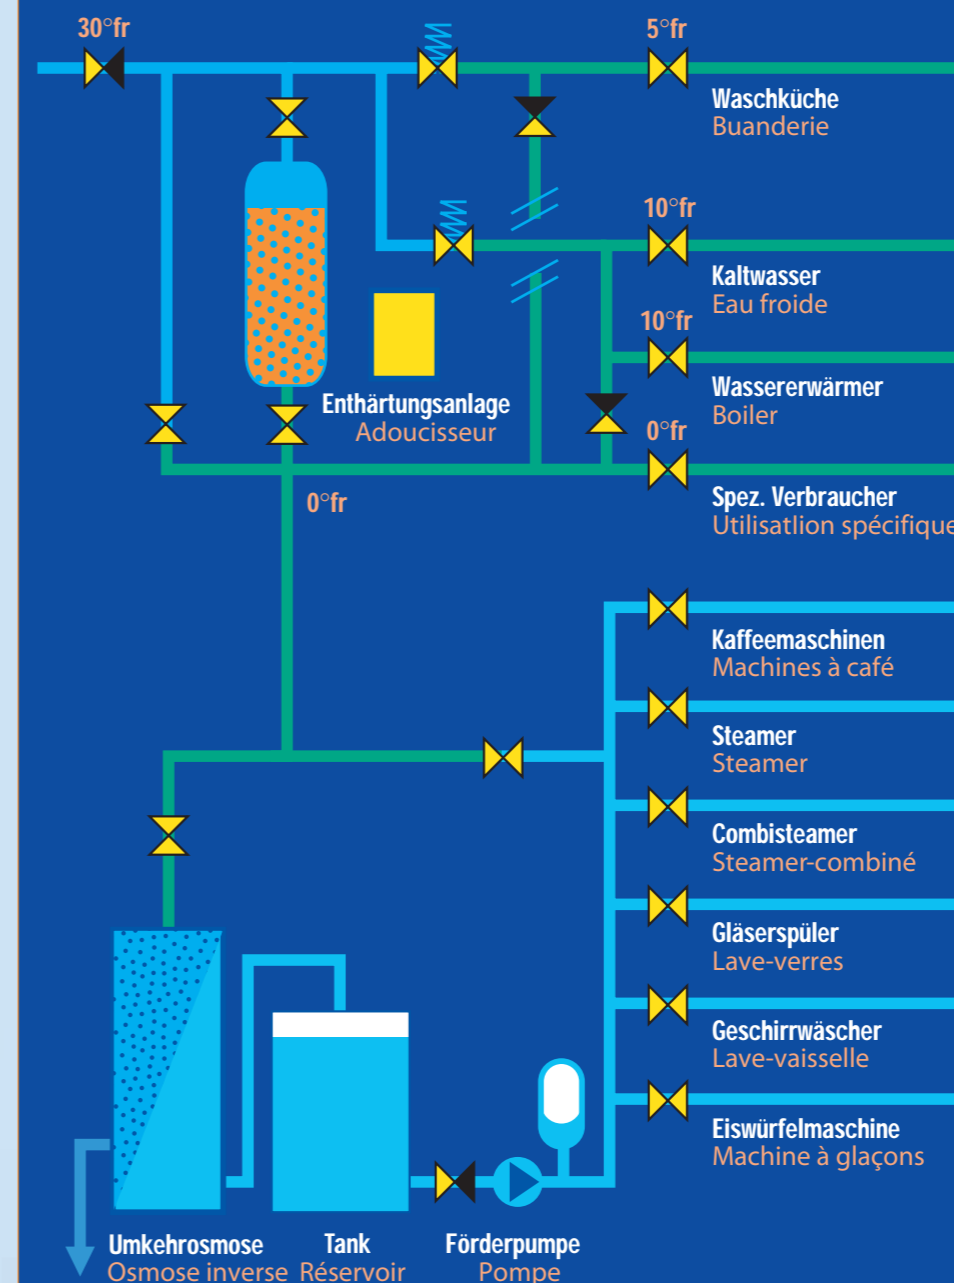 30°fr
5°fr
Waschküche
Buanderie
10°fr
Kaltwasser
Eau froide
10°fr
Wassererwärmer
Boiler
Enthärtungsanlage
Adoucisseur
0°fr
0°fr
Spez. Verbraucher
Utilisatlion spécifique
Kaffeemaschinen
Machines à café
Steamer
Steamer
Combisteamer
Steamer-combiné
Gläserspüler
Lave-verres
Geschirrwäscher
Lave-vaisselle
Eiswürfelmaschine
Machine à glaçons
Umkehrosmose
Osmose inverse
Tank
Réservoir
Förderpumpe
Pompe